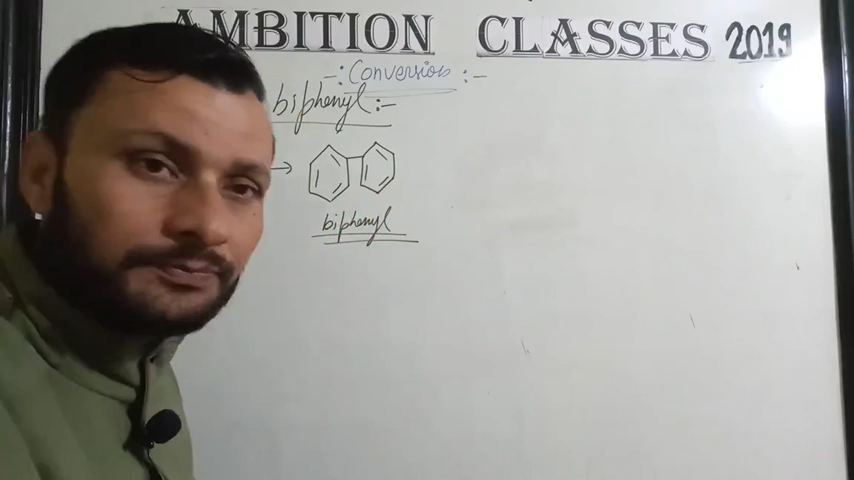 AMBITION CLASSES 2019
-: Conversion :-
biphenyl :-
→
biphenyl